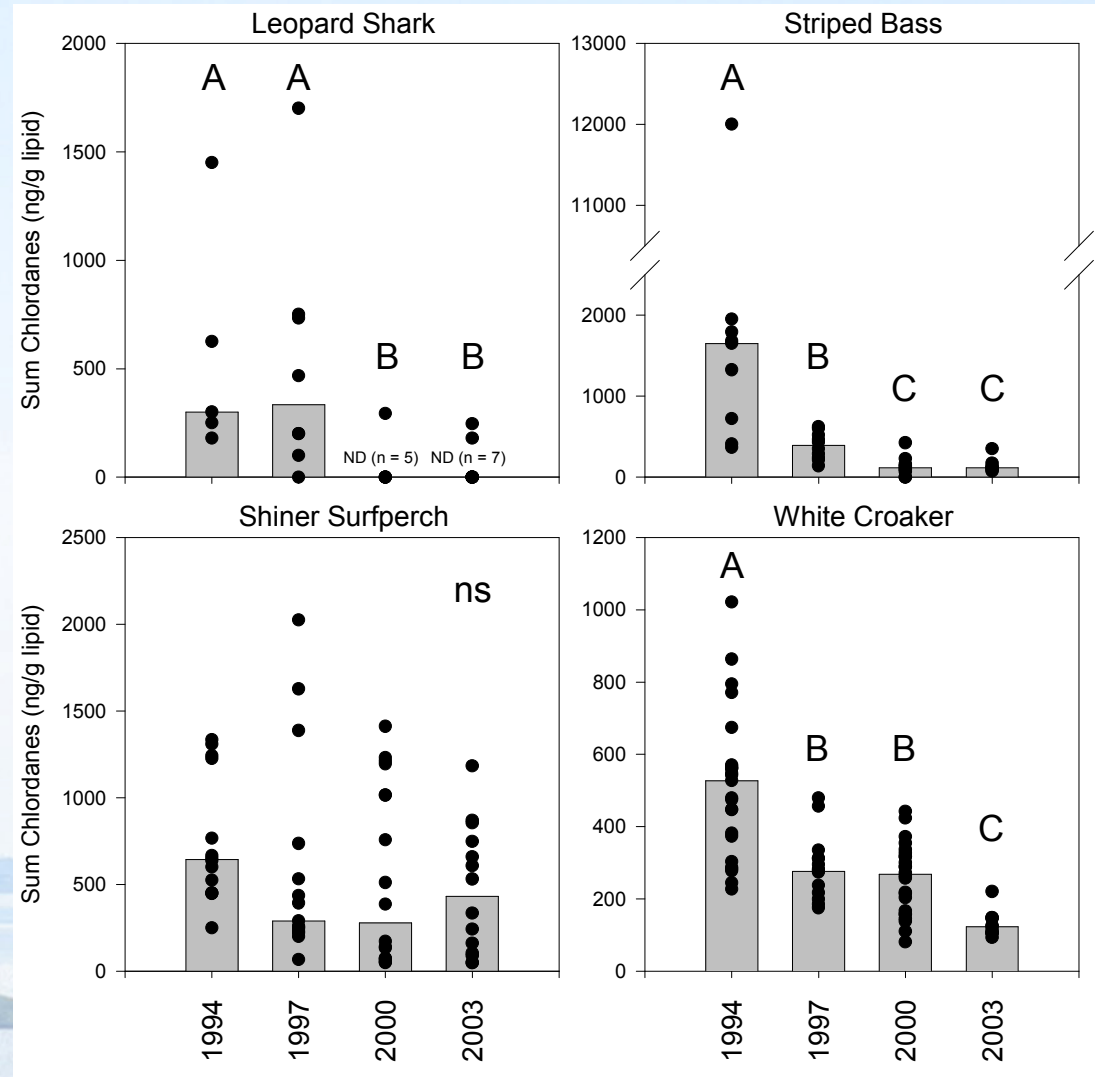 Leopard Shark
Sum Chlordanes (ng/g lipid)
2000
1500
1000
500
0
A A
B B
ND (n = 5) ND (n = 7)
Striped Bass
13000
12000
11000
2000
1000
0
A
B
C C
Shiner Surfperch
Sum Chlordanes (ng/g lipid)
2500
2000
1500
1000
500
0
ns
1994 1997 2000 2003
White Croaker
1200
1000
800
600
400
200
0
A
B B
C
1994 1997 2000 2003